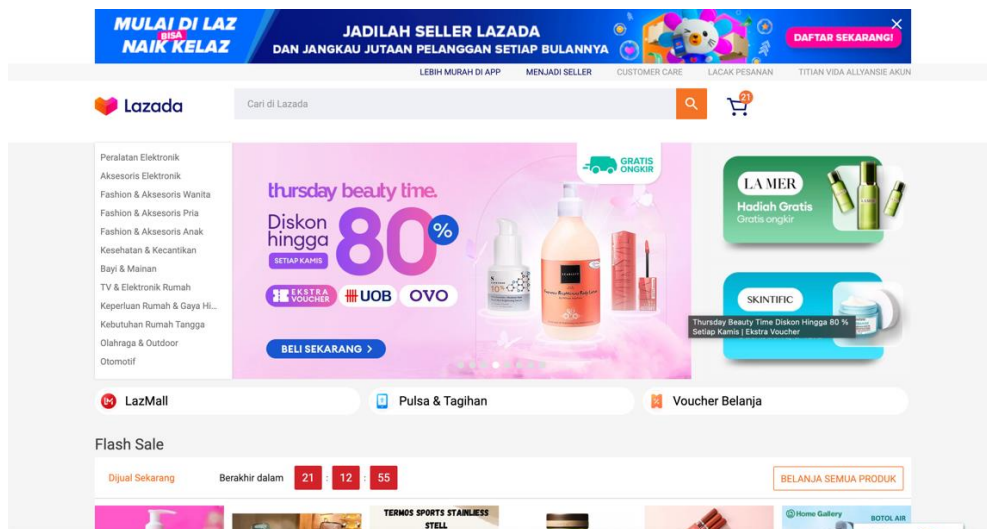 MULAI DI LAZ
BISA
NAIK KELAZ
JADILAH SELLER LAZADA
DAN JANGKAU JUTAAN PELANGGAN SETIAP BULANNYA
DAFTAR SEKARANG!
LEBIH MURAH DI APP
MENJADI SELLER
CUSTOMER CARE
LACAK PESANAN
TITIAN VIDA ALLYANSIE AKUN
Lazada
Cari di Lazada
21
Peralatan Elektronik
Aksesoris Elektronik
Fashion & Aksesoris Wanita
Fashion & Aksesoris Pria
Fashion & Aksesoris Anak
Kesehatan & Kecantikan
Bayi & Mainan
TV & Elektronik Rumah
Keperluan Rumah & Gaya Hi...
Kebutuhan Rumah Tangga
Olahraga & Outdoor
Otomotif
GRATIS
ONGKIR
thursday beauty time.
Diskon
hingga
80%
SETIAP KAMIS
EKSTRA
VOUCHER
UOB
OVO
BELI SEKARANG >
10%
LA MER
Hadiah Gratis
Gratis ongkir
SKINTIFIC
Thursday Beauty Time Diskon Hingga 80 %
Setiap Kamis | Ekstra Voucher
LazMall
Pulsa & Tagihan
Voucher Belanja
Flash Sale
Dijual Sekarang
Berakhir dalam
21 : 12 : 55
BELANJA SEMUA PRODUK
TERMOS SPORTS STAINLIESS
STELL
Home Gallery
BOTOL AIR